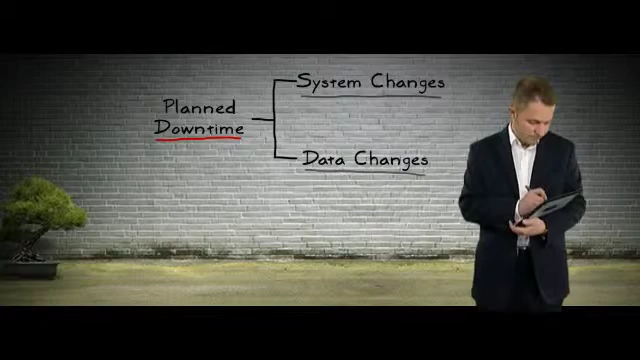 Planned
Downtime
System Changes
Data Changes